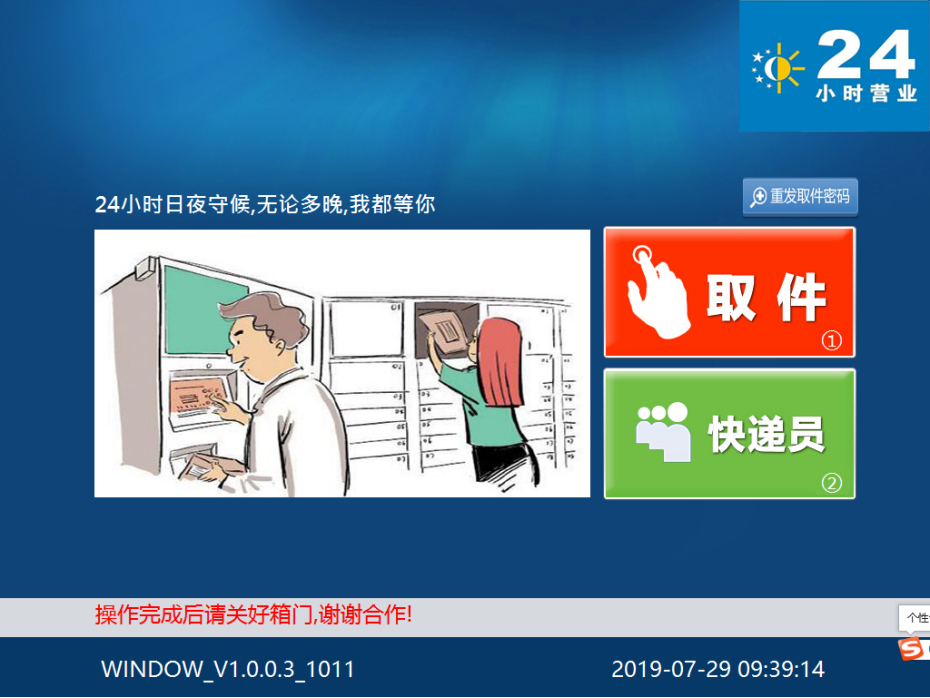 24
小时营业
24小时日夜守候,无论多晚,我都等你
重发取件密码
取 件
①
快递员
②
操作完成后请关好箱门,谢谢合作!
个性
WINDOW_V1.0.0.3_1011
2019-07-29 09:39:14